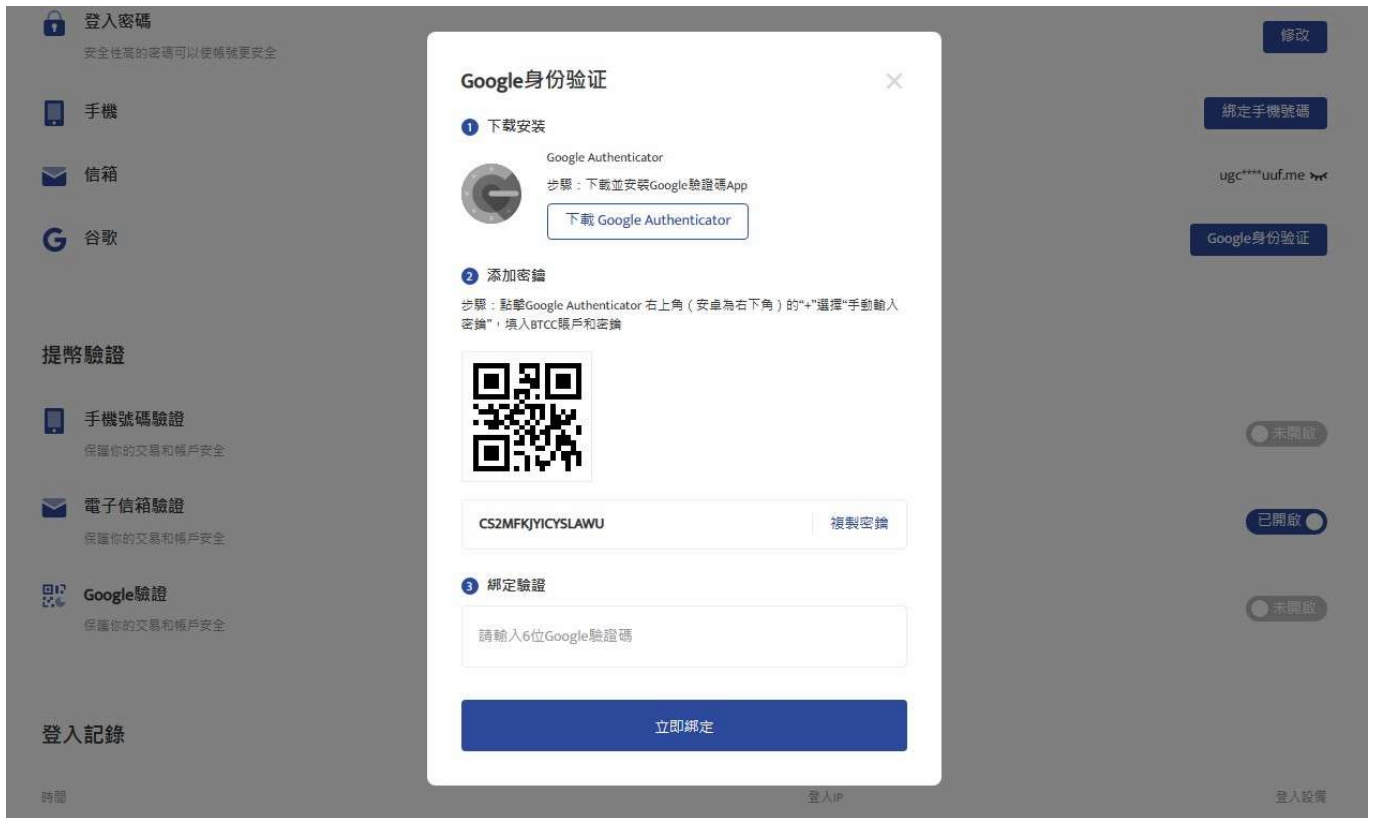 登入密碼
安全性高的密碼可以使帳號更安全
修改
手機
綁定手機號碼
信箱
ugc****uuf.me
谷歌
Google身份验证
提幣驗證
手機號碼驗證
保護你的交易和帳戶安全
未開啟
電子信箱驗證
保護你的交易和帳戶安全
已開啟
Google驗證
保護你的交易和帳戶安全
未開啟
登入記錄
時間
登入IP
登入設備
Google身份验证
1 下载安装
Google Authenticator
步驟：下載並安裝Google驗證碼App
下載 Google Authenticator
2 添加密鑰
步驟：點擊Google Authenticator 右上角（安卓為右下角）的“+”選擇“手動輸入
密鑰”，填入BTCC賬戶和密鑰
CS2MFKJYICYSLAWU
複製密鑰
3 綁定驗證
請輸入6位Google驗證碼
立即綁定